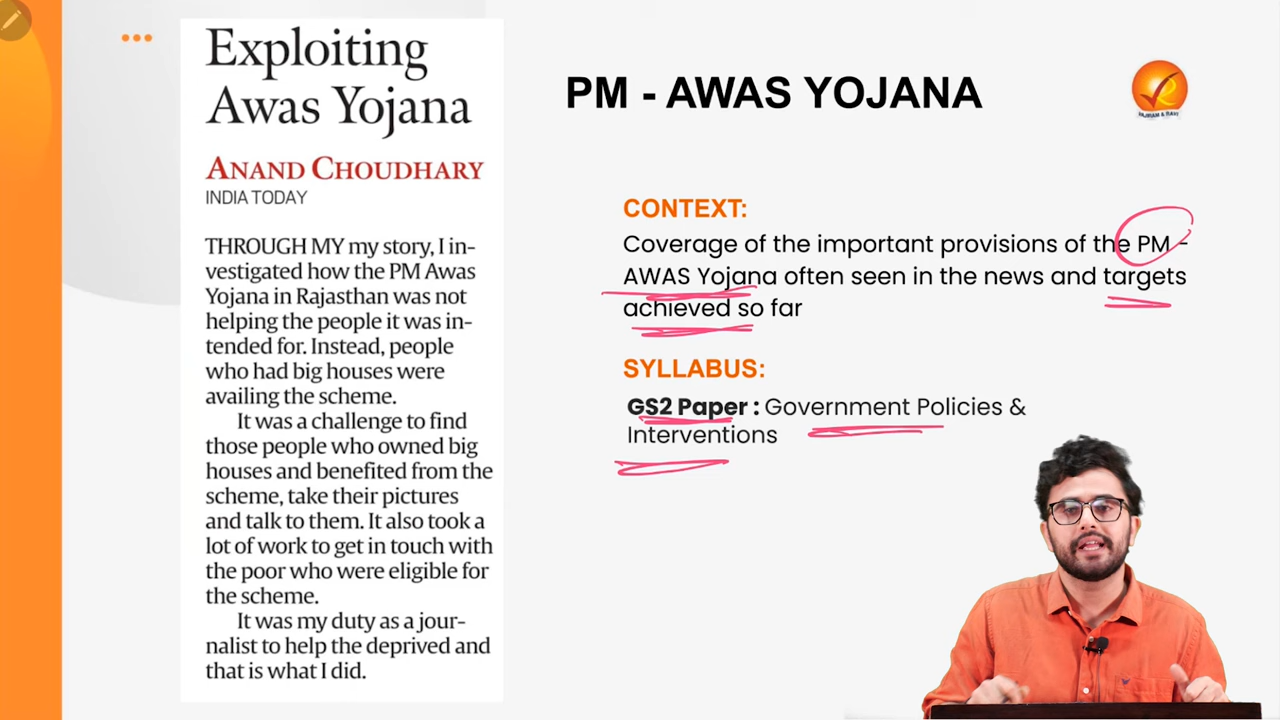 Exploiting
Awas Yojana
ANAND CHOUDHARY
INDIA TODAY
THROUGH MY my story, I in-
vestigated how the PM Awas
Yojana in Rajasthan was not
helping the people it was in-
tended for. Instead, people
who had big houses were
availing the scheme.
It was a challenge to find
those people who owned big
houses and benefited from the
scheme, take their pictures
and talk to them. It also took a
lot of work to get in touch with
the poor who were eligible for
the scheme.
It was my duty as a jour-
nalist to help the deprived and
that is what I did.
PM - AWAS YOJANA
VAJIRAM & RAVI
CONTEXT:
Coverage of the important provisions of the PM -
AWAS Yojana often seen in the news and targets
achieved so far
SYLLABUS:
GS2 Paper : Government Policies &
Interventions